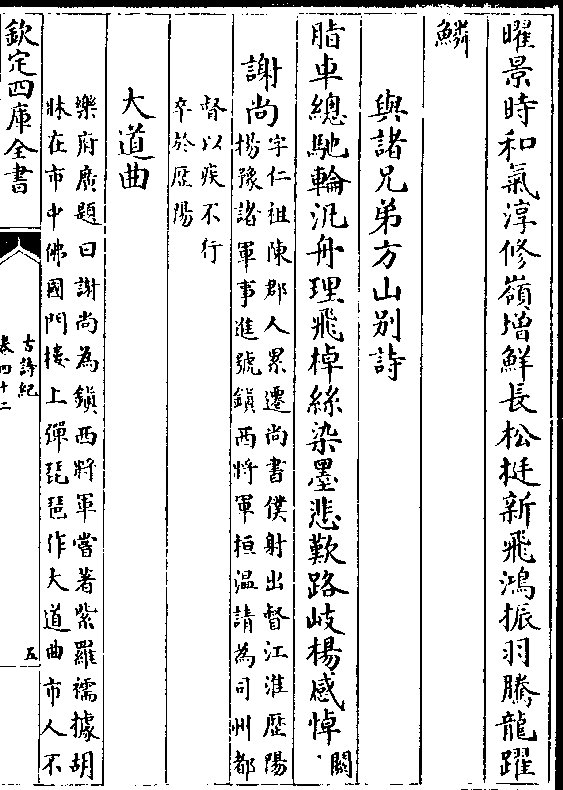 曜景時和氣淳修嶺増鮮長松挺新飛鴻振羽騰龍躍
鱗
與諸兄弟方山别詩
脂車總馳輪汎舟理飛棹絲染墨悲歎路岐楊感悼闕
謝尚
字仁祖陳郡人累遷尚書僕射出督江淮歴陽
揚豫諸軍事進號鎮西將軍桓温請為司州都
督以疾不行
卒於歴陽
大道曲
樂府廣題曰謝尚為鎮西將軍嘗著紫羅襦據胡
牀在市中佛國門樓上彈琵琶作大道曲市人不
欽定四庫全書
古詩紀
卷四十二
五